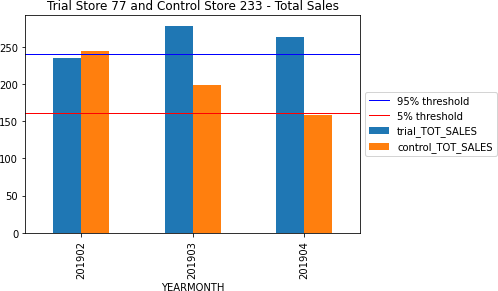 Trial Store 77 and Control Store 233 - Total Sales
250
200
150
100
50
0
201902
201903
201904
YEARMONTH
95% threshold
5% threshold
trial_TOT_SALES
control_TOT_SALES